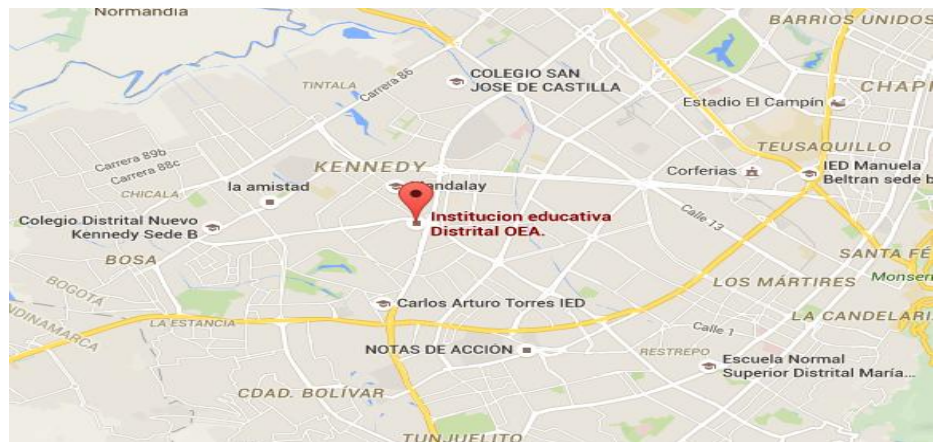 Normandia
BARRIOS UNIDOS
COLEGIO SAN
JOSE DE CASTILLA
TINTALA
Carrera 86
CHAPI
Estadio El Campín
TEUSAQUILLO
Carrera 89b
Carrera 88c
KENNEDY
Corferias
IED Manuela
Beltran sede b
CHICALA
la amistad
Mandalay
Institucion educativa
Distrital OEA.
Calle 13
Colegio Distrital Nuevo
Kennedy Sede B
BOSA
SANTA FÉ
LOS MÁRTIRES
Monserr
BOGOTA
NDINAMARCA
Carlos Arturo Torres IED
LA CANDELARI
LA ESTANCIA
Calle 1
NOTAS DE ACCIÓN
RESTREPO
Escuela Normal
Superior Distrital María...
CDAD. BOLÍVAR
TUNJUELITO